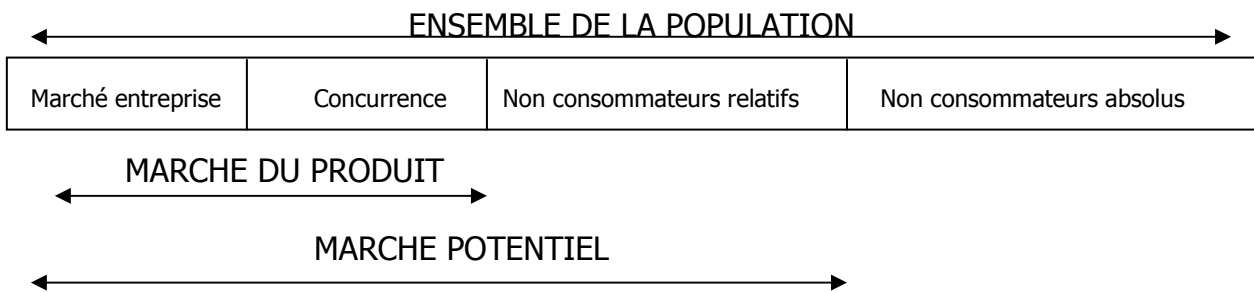 ENSEMBLE DE LA POPULATION
Marché entreprise Concurrence Non consommateurs relatifs Non consommateurs absolus
MARCHE DU PRODUIT
MARCHE POTENTIEL